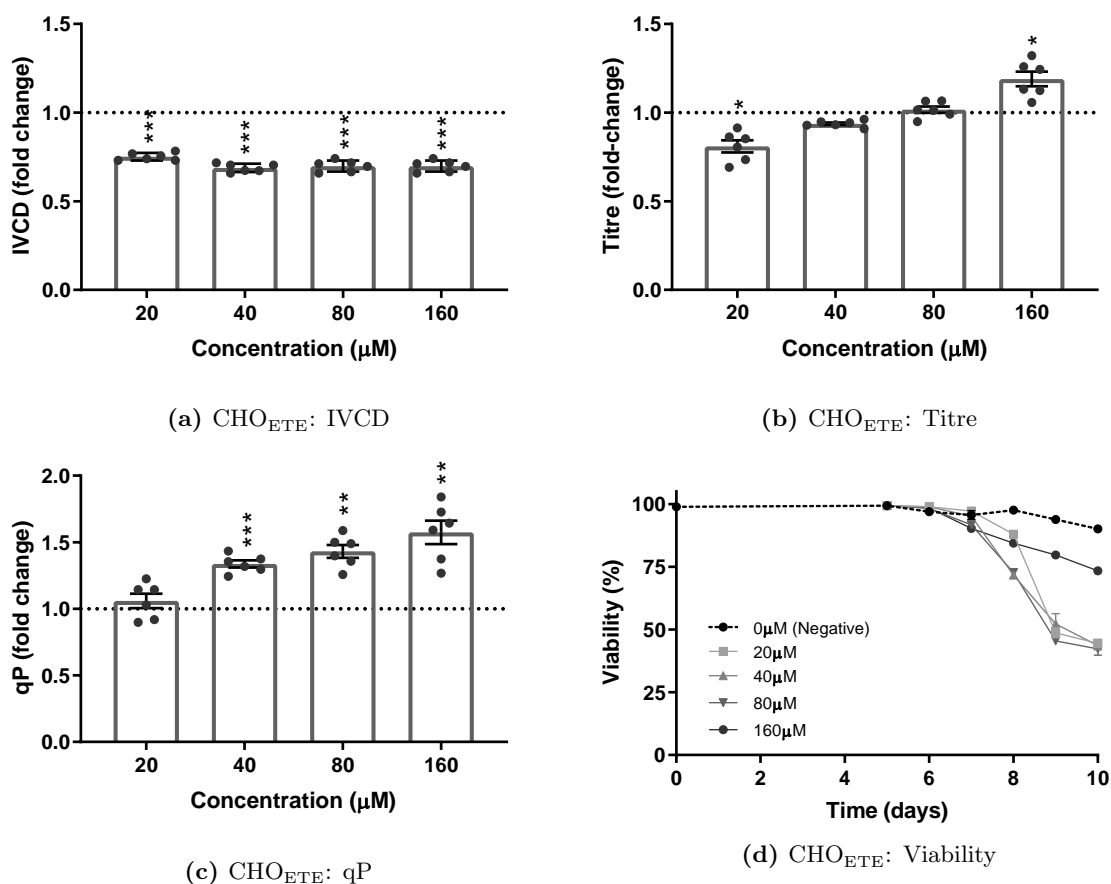 1.5
1.0
0.5
0.0
IVCD (fold change)
***
***
***
***
20
40
80
160
Concentration (μM)
(a) CHO_ETE: IVCD
1.5
1.0
0.5
0.0
Titre (fold-change)
*
*
20
40
80
160
Concentration (μM)
(b) CHO_ETE: Titre
2.0
1.5
1.0
0.5
0.0
qP (fold change)
***
**
**
20
40
80
160
Concentration (μM)
(c) CHO_ETE: qP
100
75
50
25
0
Viability (%)
0μM (Negative)
20μM
40μM
80μM
160μM
0
2
4
6
8
10
Time (days)
(d) CHO_ETE: Viability